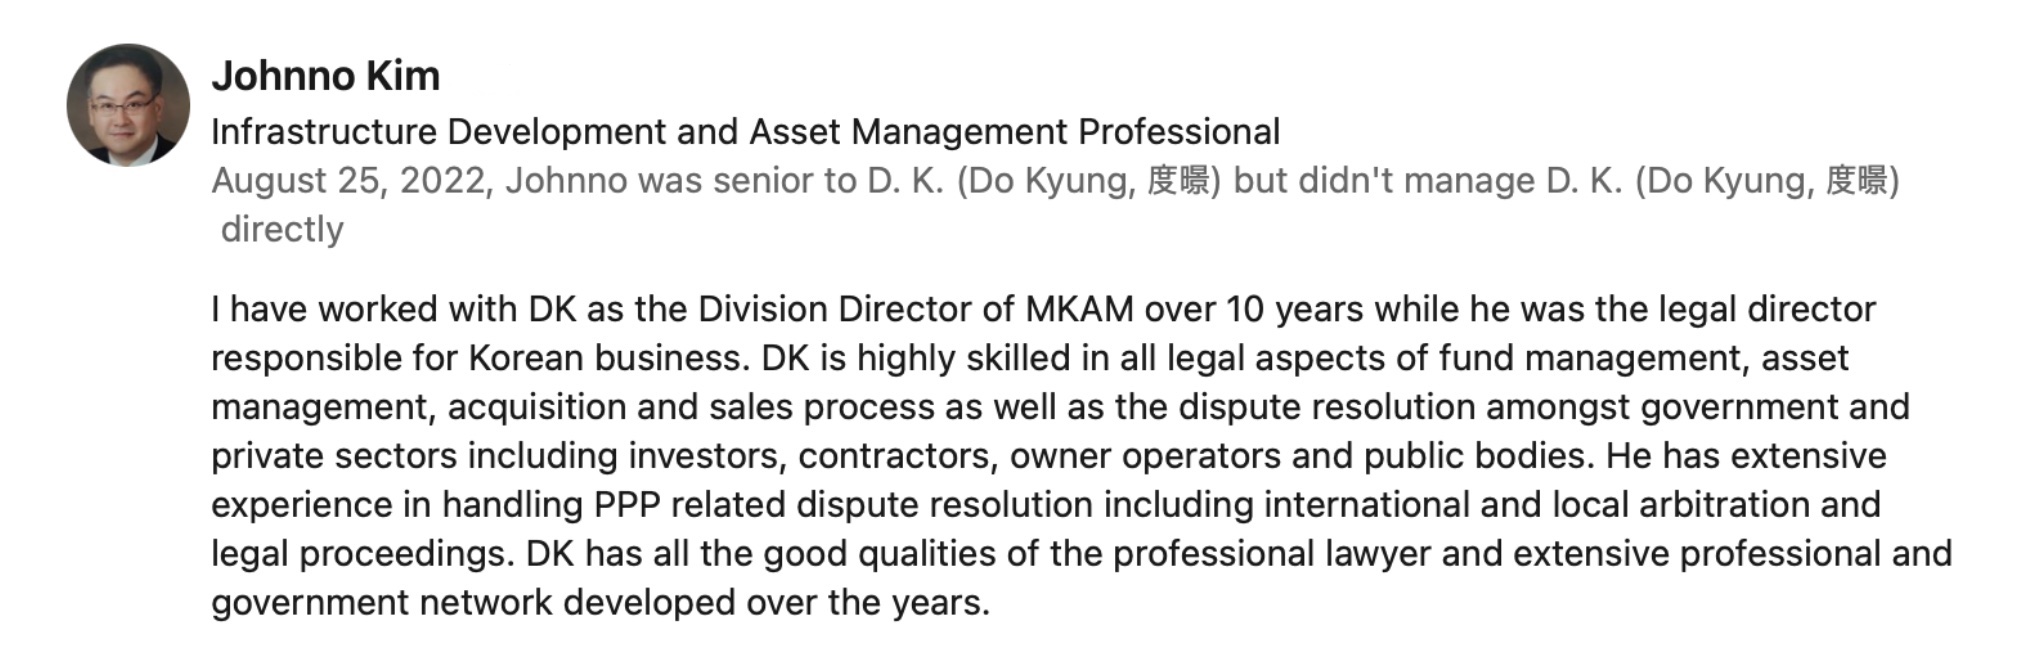 Johnno Kim
Infrastructure Development and Asset Management Professional
August 25, 2022, Johnno was senior to D. K. (Do Kyung, 度暻) but didn't manage D. K. (Do Kyung, 度暻)
directly
I have worked with DK as the Division Director of MKAM over 10 years while he was the legal director
responsible for Korean business. DK is highly skilled in all legal aspects of fund management, asset
management, acquisition and sales process as well as the dispute resolution amongst government and
private sectors including investors, contractors, owner operators and public bodies. He has extensive
experience in handling PPP related dispute resolution including international and local arbitration and
legal proceedings. DK has all the good qualities of the professional lawyer and extensive professional and
government network developed over the years.